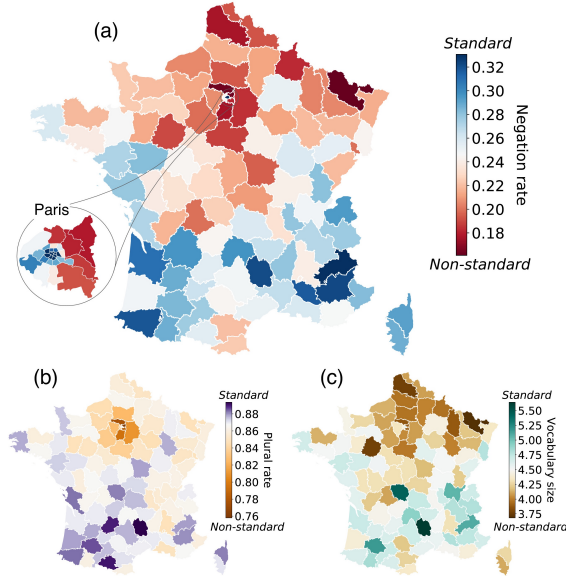 (a)
Standard
0.32
0.30
0.28
0.26
0.24
0.22
0.20
0.18
Negation rate
Non-standard
Paris
(b)
Standard
0.88
0.86
0.84
0.82
0.80
0.78
0.76
Plural rate
Non-standard
(c)
Standard
5.50
5.25
5.00
4.75
4.50
4.25
4.00
3.75
Vocabulary size
Non-standard